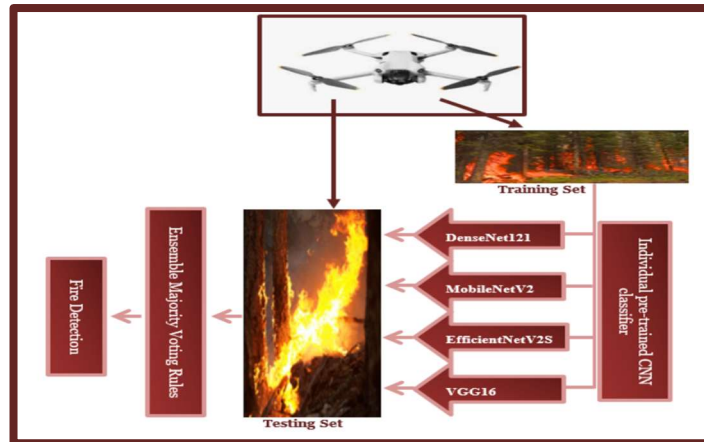 Training Set
DenseNet121
MobileNetV2
EfficientNetV2S
VGG16
Individual pre-trained CNN
classifier
Testing Set
Ensemble Majority Voting Rules
Fire Detection